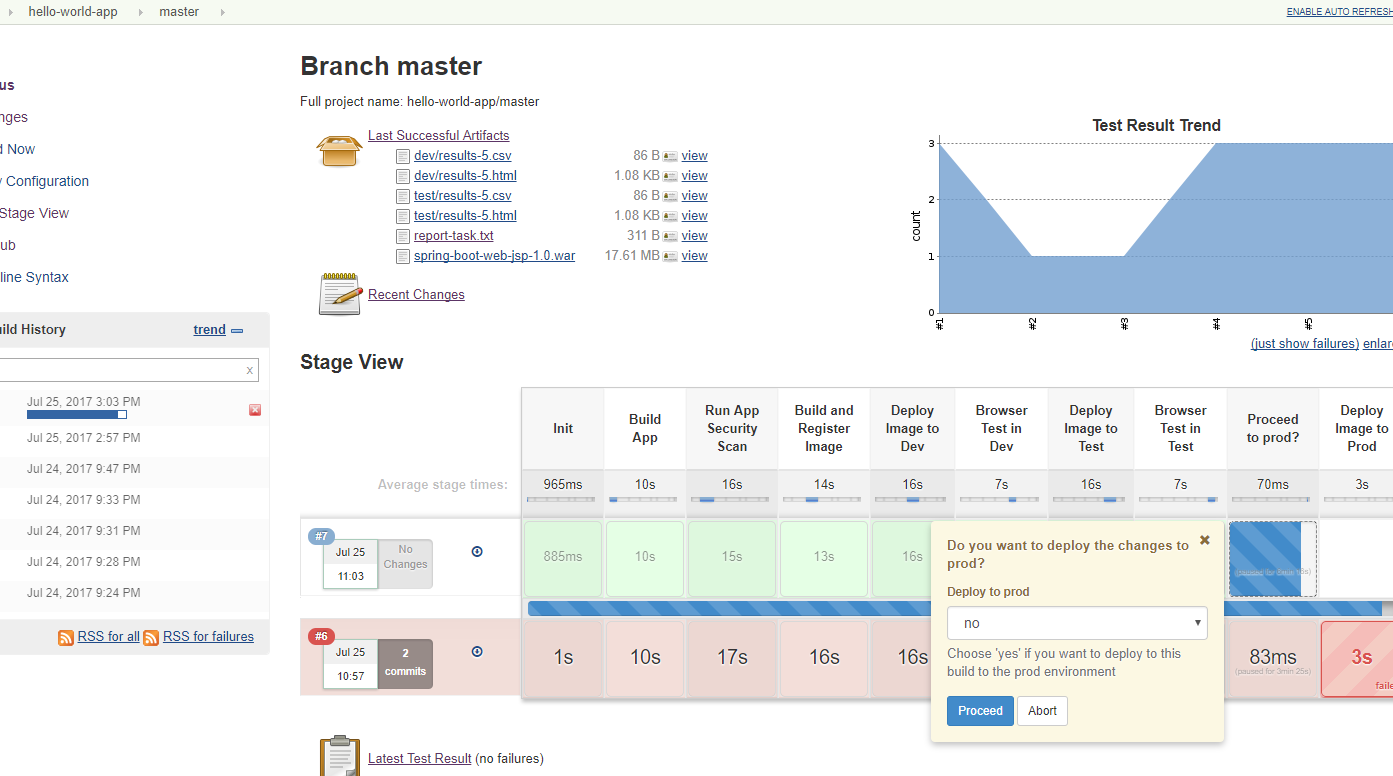 hello-world-app master ENABLE AUTO REFRESH
us
nges
d Now
Configuration
Stage View
ub
line Syntax
ild History trend
x
Jul 25, 2017 3:03 PM
Jul 25, 2017 2:57 PM
Jul 24, 2017 9:47 PM
Jul 24, 2017 9:33 PM
Jul 24, 2017 9:31 PM
Jul 24, 2017 9:28 PM
Jul 24, 2017 9:24 PM
RSS for all RSS for failures
Branch master
Full project name: hello-world-app/master
Last Successful Artifacts
dev/results-5.csv 86 B view
dev/results-5.html 1.08 KB view
test/results-5.csv 86 B view
test/results-5.html 1.08 KB view
report-task.txt 311 B view
spring-boot-web-jsp-1.0.war 17.61 MB view
Recent Changes
Test Result Trend
count
3
2
1
0
#1 #2 #3 #4 #5
(just show failures) enlar
Stage View
Init
Build
App
Run App
Security
Scan
Build and
Register
Image
Deploy
Image to
Dev
Browser
Test in
Dev
Deploy
Image to
Test
Browser
Test in
Test
Proceed
to prod?
Deploy
Image to
Prod
Average stage times: 965ms 10s 16s 14s 16s 7s 16s 7s 70ms 3s
#7
Jul 25
11:03
No
Changes
885ms 10s 15s 13s 16s
#6
Jul 25
10:57
2
commits
1s 10s 17s 16s 16s 83ms 3s
(paused for 3min 25s)
faile
Do you want to deploy the changes to
prod?
Deploy to prod
no
Choose 'yes' if you want to deploy to this
build to the prod environment
Proceed Abort
Latest Test Result (no failures)